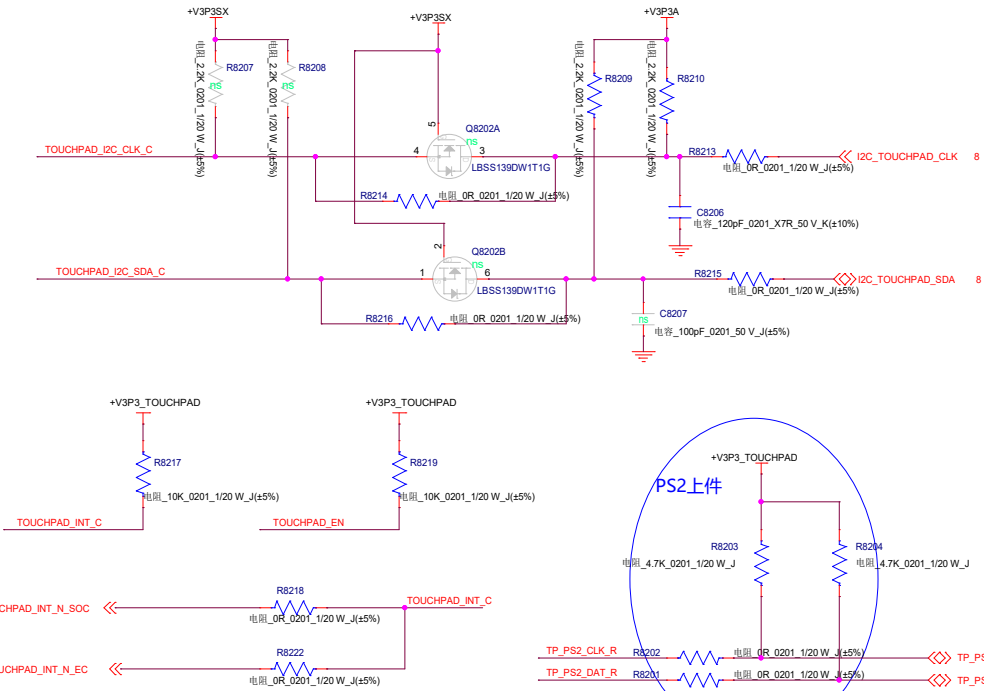 +V3P3SX
+V3P3SX
+V3P3A
电阻_2.2K_0201_1/20 W_J(±5%)
R8207
ns
电阻_2.2K_0201_1/20 W_J(±5%)
R8208
ns
电阻_2.2K_0201_1/20 W_J(±5%)
R8209
电阻_2.2K_0201_1/20 W_J(±5%)
R8210
5
Q8202A
ns
TOUCHPAD_I2C_CLK_C
4
3
LBSS139DW1T1G
R8213
电阻_0R_0201_1/20 W_J(±5%)
I2C_TOUCHPAD_CLK
8
R8214
电阻_0R_0201_1/20 W_J(±5%)
C8206
电容_120pF_0201_X7R_50 V_K(±10%)
2
Q8202B
ns
TOUCHPAD_I2C_SDA_C
1
6
LBSS139DW1T1G
R8215
电阻_0R_0201_1/20 W_J(±5%)
I2C_TOUCHPAD_SDA
8
R8216
电阻_0R_0201_1/20 W_J(±5%)
C8207
ns
电容_100pF_0201_50 V_J(±5%)
+V3P3_TOUCHPAD
+V3P3_TOUCHPAD
R8217
电阻_10K_0201_1/20 W_J(±5%)
R8219
电阻_10K_0201_1/20 W_J(±5%)
TOUCHPAD_INT_C
TOUCHPAD_EN
+V3P3_TOUCHPAD
PS2上件
R8203
电阻_4.7K_0201_1/20 W_J
R8204
电阻_4.7K_0201_1/20 W_J
CHPAD_INT_N_SOC
R8218
电阻_0R_0201_1/20 W_J(±5%)
TOUCHPAD_INT_C
UCHPAD_INT_N_EC
R8222
电阻_0R_0201_1/20 W_J(±5%)
TP_PS2_CLK_R
R8202
电阻_0R_0201_1/20 W_J(±5%)
TP_PS
TP_PS2_DAT_R
R8201
电阻_0R_0201_1/20 W_J(±5%)
TP_PS